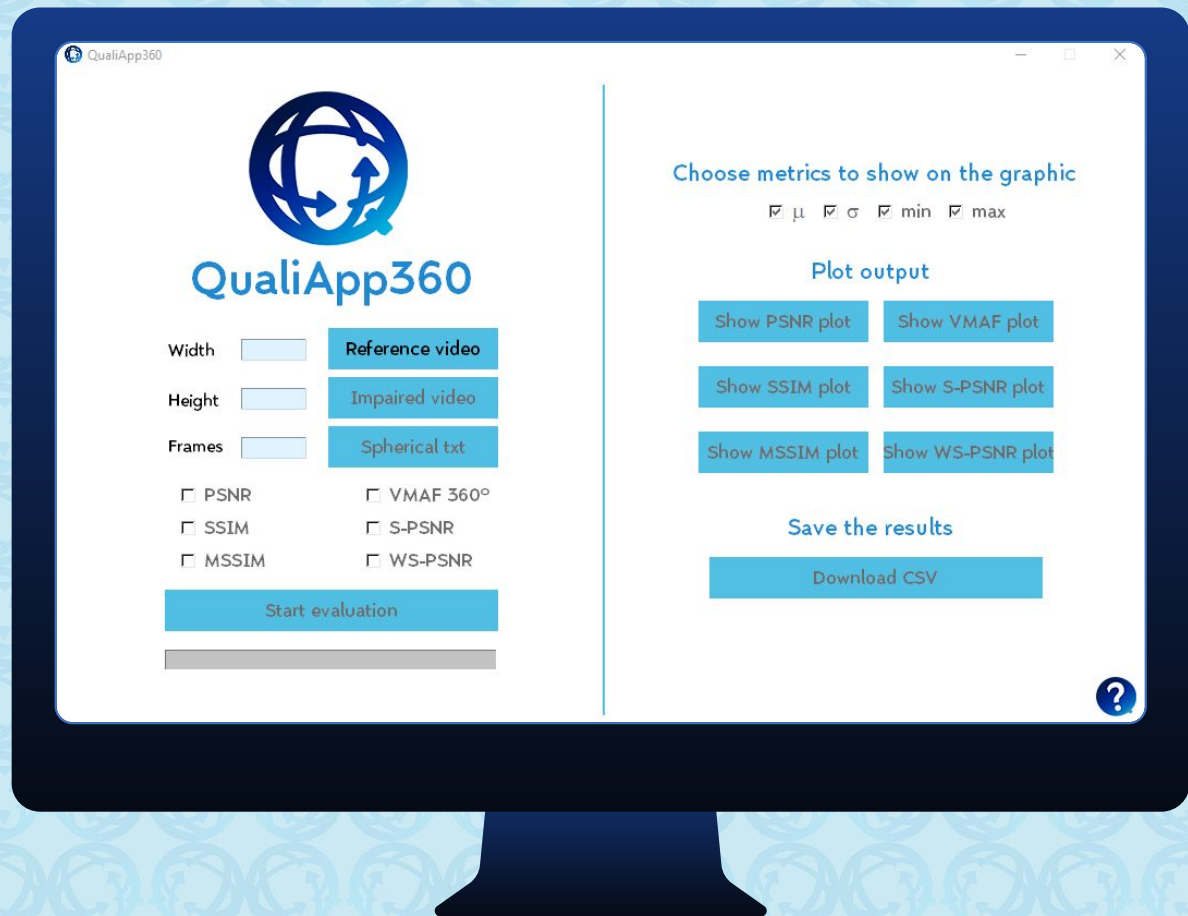 QualiApp360
QualiApp360
Width
Reference video
Height
Impaired video
Frames
Spherical txt
PSNR
VMAF 360º
SSIM
S-PSNR
MSSIM
WS-PSNR
Start evaluation
Choose metrics to show on the graphic
μ σ min max
Plot output
Show PSNR plot
Show VMAF plot
Show SSIM plot
Show S-PSNR plot
Show MSSIM plot
Show WS-PSNR plot
Save the results
Download CSV
?